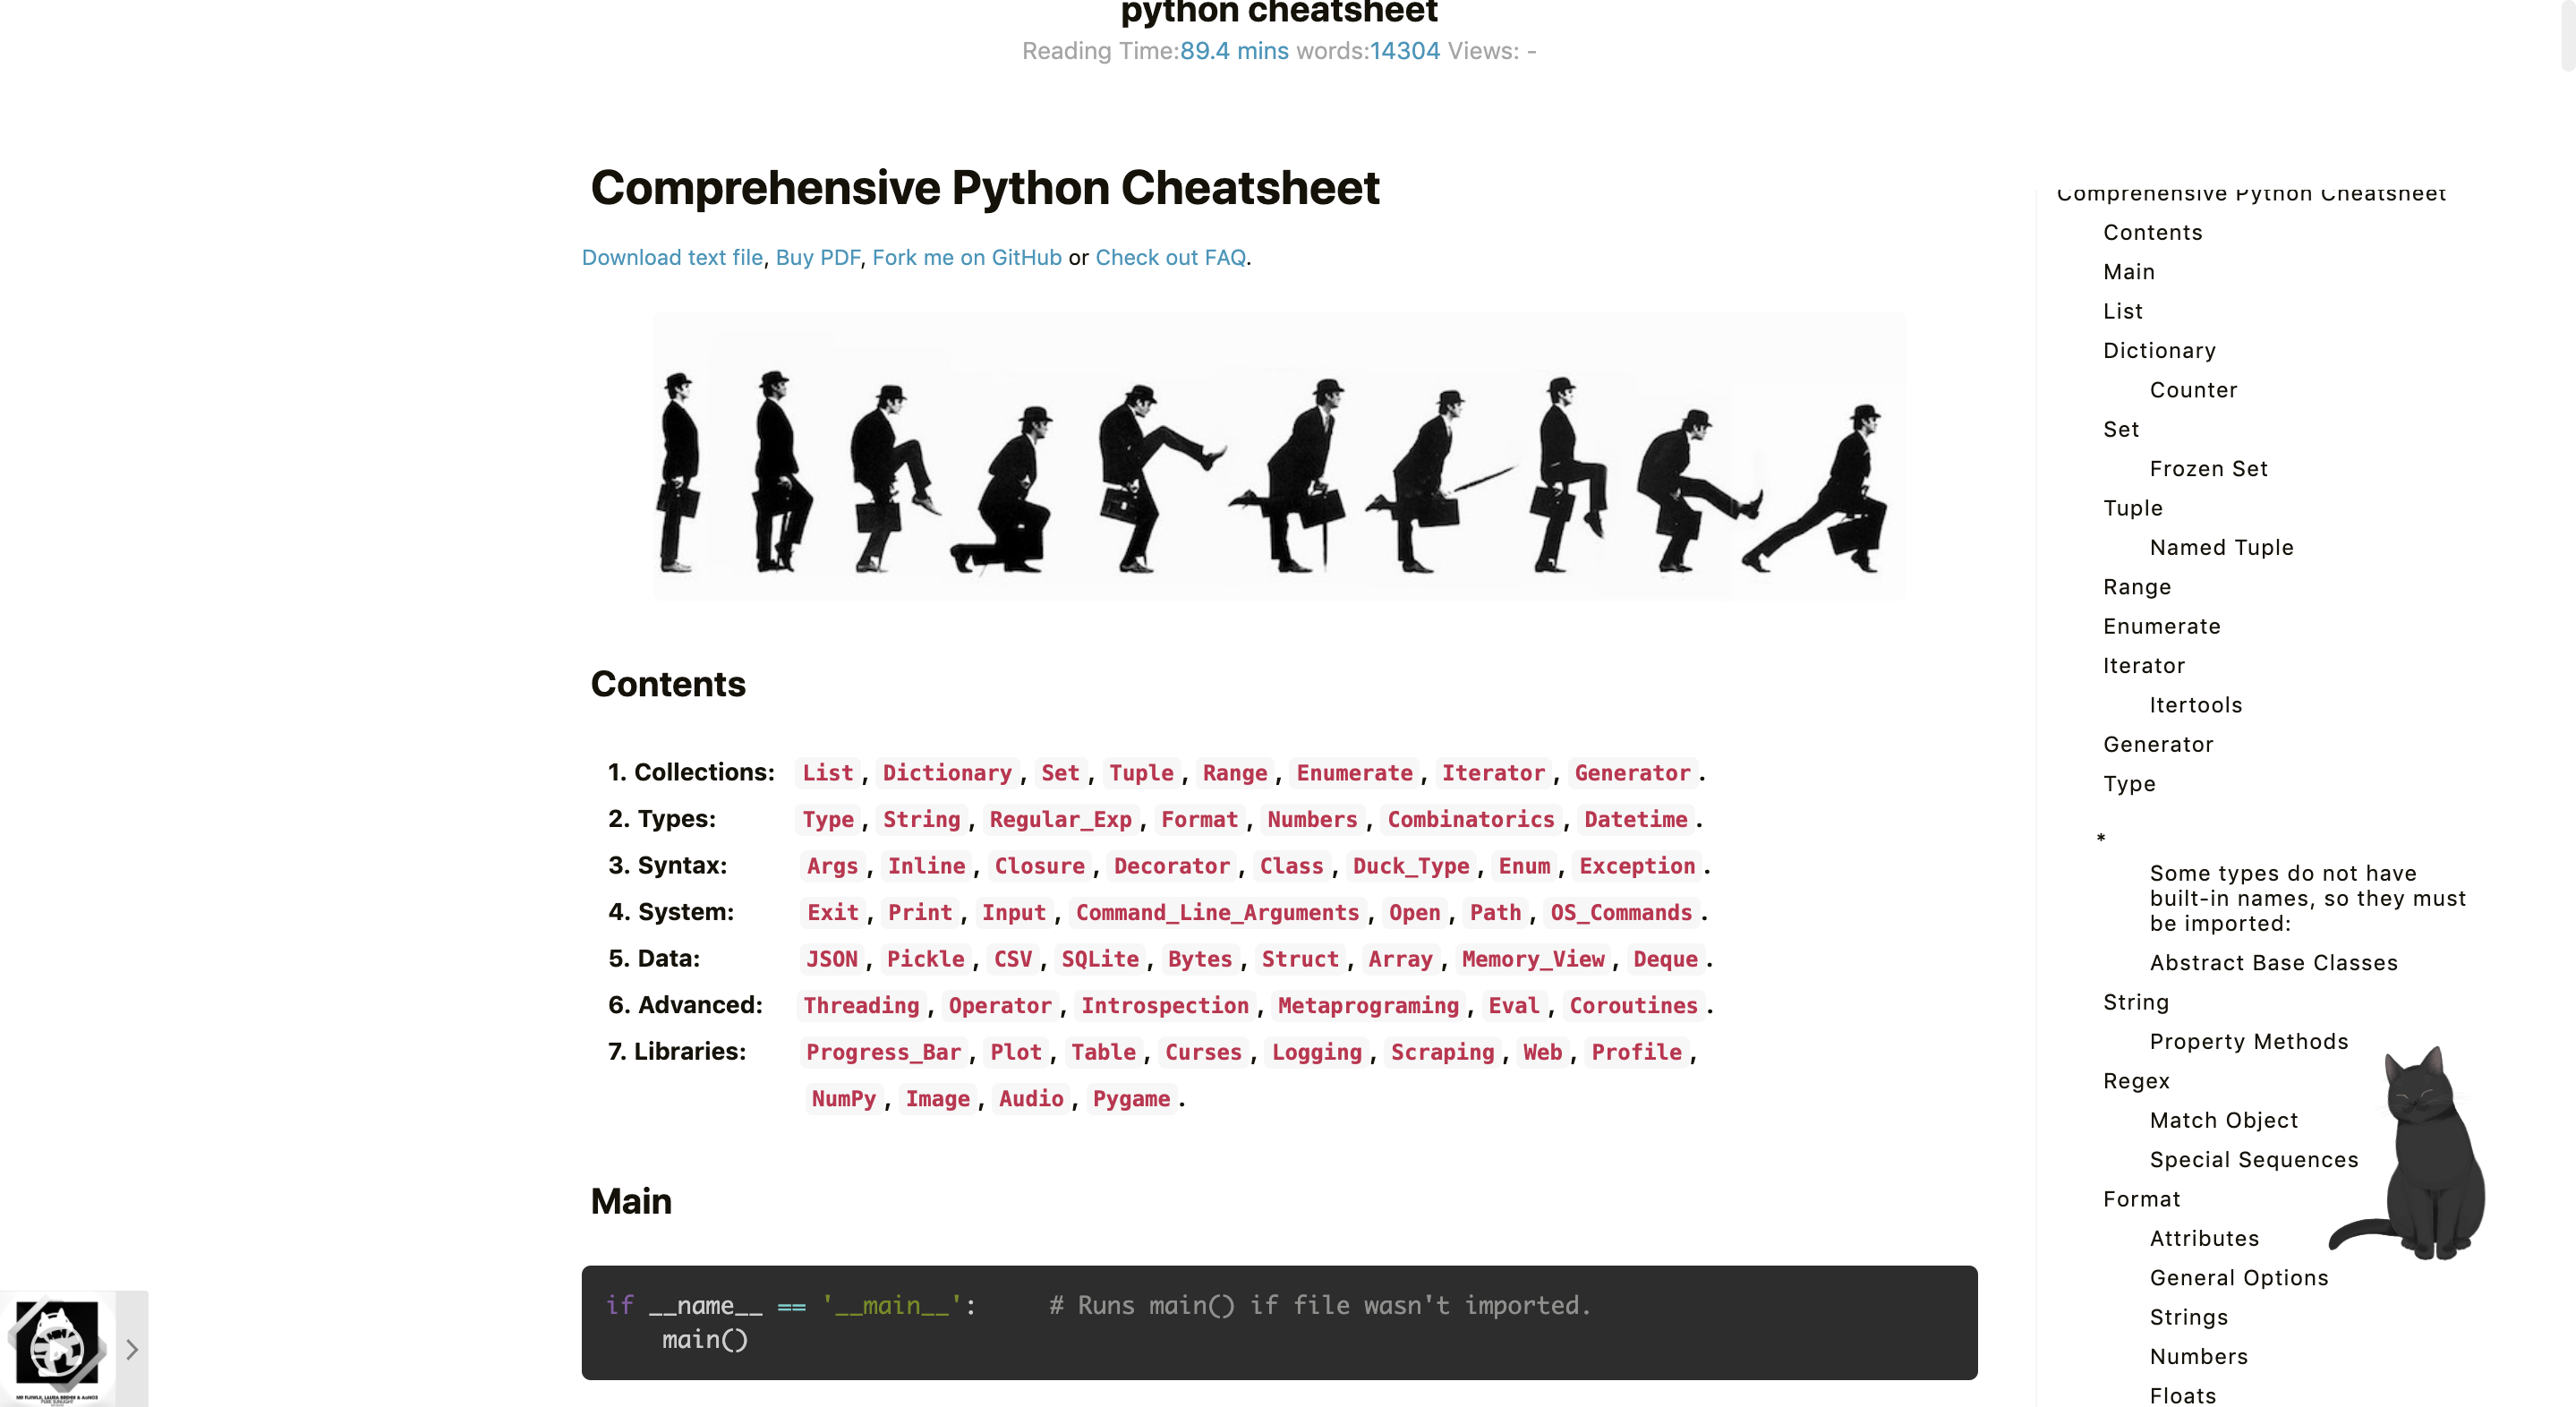 python cheatsheet
Reading Time:89.4 mins words:14304 Views: -
Comprehensive Python Cheatsheet
Download text file, Buy PDF, Fork me on GitHub or Check out FAQ.
Contents
1. Collections: List, Dictionary, Set, Tuple, Range, Enumerate, Iterator, Generator.
2. Types: Type, String, Regular_Exp, Format, Numbers, Combinatorics, Datetime.
3. Syntax: Args, Inline, Closure, Decorator, Class, Duck_Type, Enum, Exception.
4. System: Exit, Print, Input, Command_Line_Arguments, Open, Path, OS_Commands.
5. Data: JSON, Pickle, CSV, SQLite, Bytes, Struct, Array, Memory_View, Deque.
6. Advanced: Threading, Operator, Introspection, Metaprograming, Eval, Coroutines.
7. Libraries: Progress_Bar, Plot, Table, Curses, Logging, Scraping, Web, Profile,
NumPy, Image, Audio, Pygame.
Main
if __name__ == '__main__':     # Runs main() if file wasn't imported.
    main()
Comprehensive Python Cheatsheet
Contents
Main
List
Dictionary
Counter
Set
Frozen Set
Tuple
Named Tuple
Range
Enumerate
Iterator
Itertools
Generator
Type
*
Some types do not have
built-in names, so they must
be imported:
Abstract Base Classes
String
Property Methods
Regex
Match Object
Special Sequences
Format
Attributes
General Options
Strings
Numbers
Floats